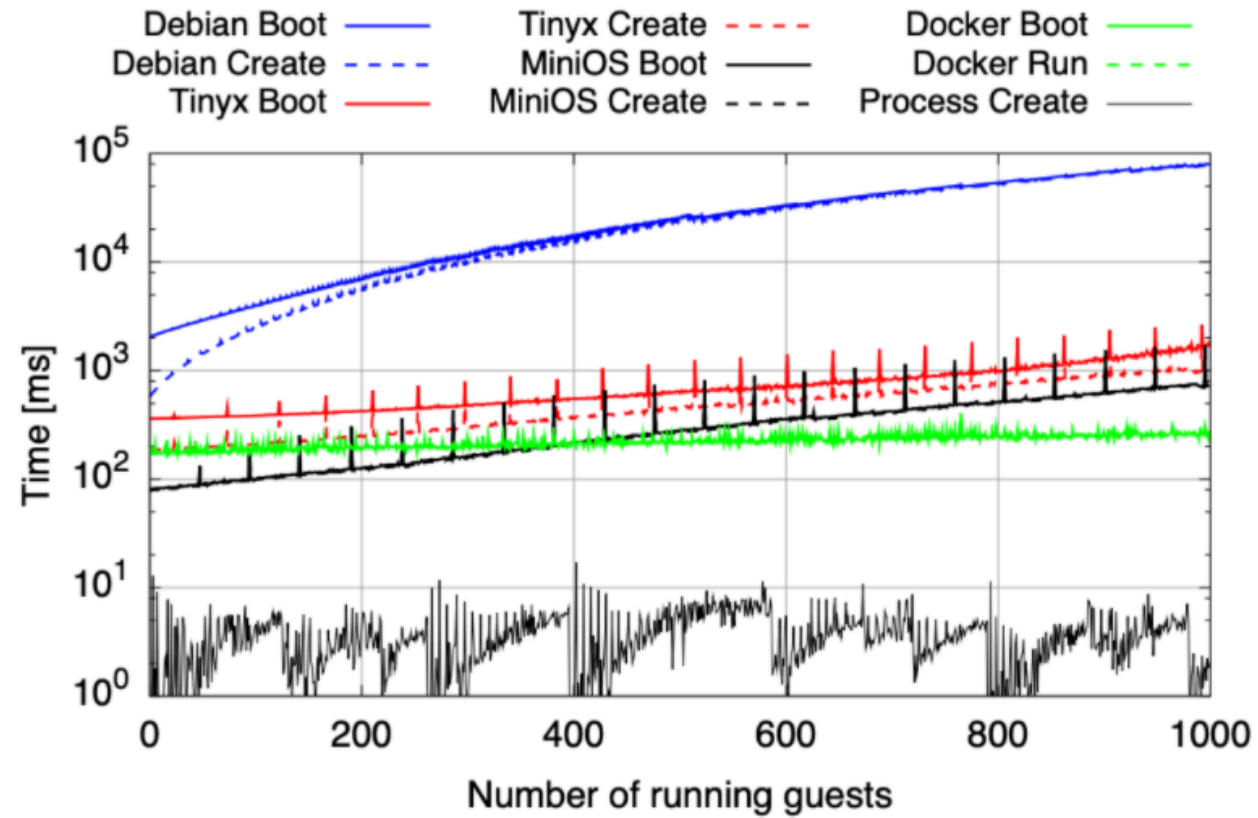 Debian Boot Tinyx Create Docker Boot
Debian Create MiniOS Boot Docker Run
Tinyx Boot MiniOS Create Process Create
10^5
10^4
10^3
10^2
10^1
10^0
Time [ms]
0 200 400 600 800 1000
Number of running guests